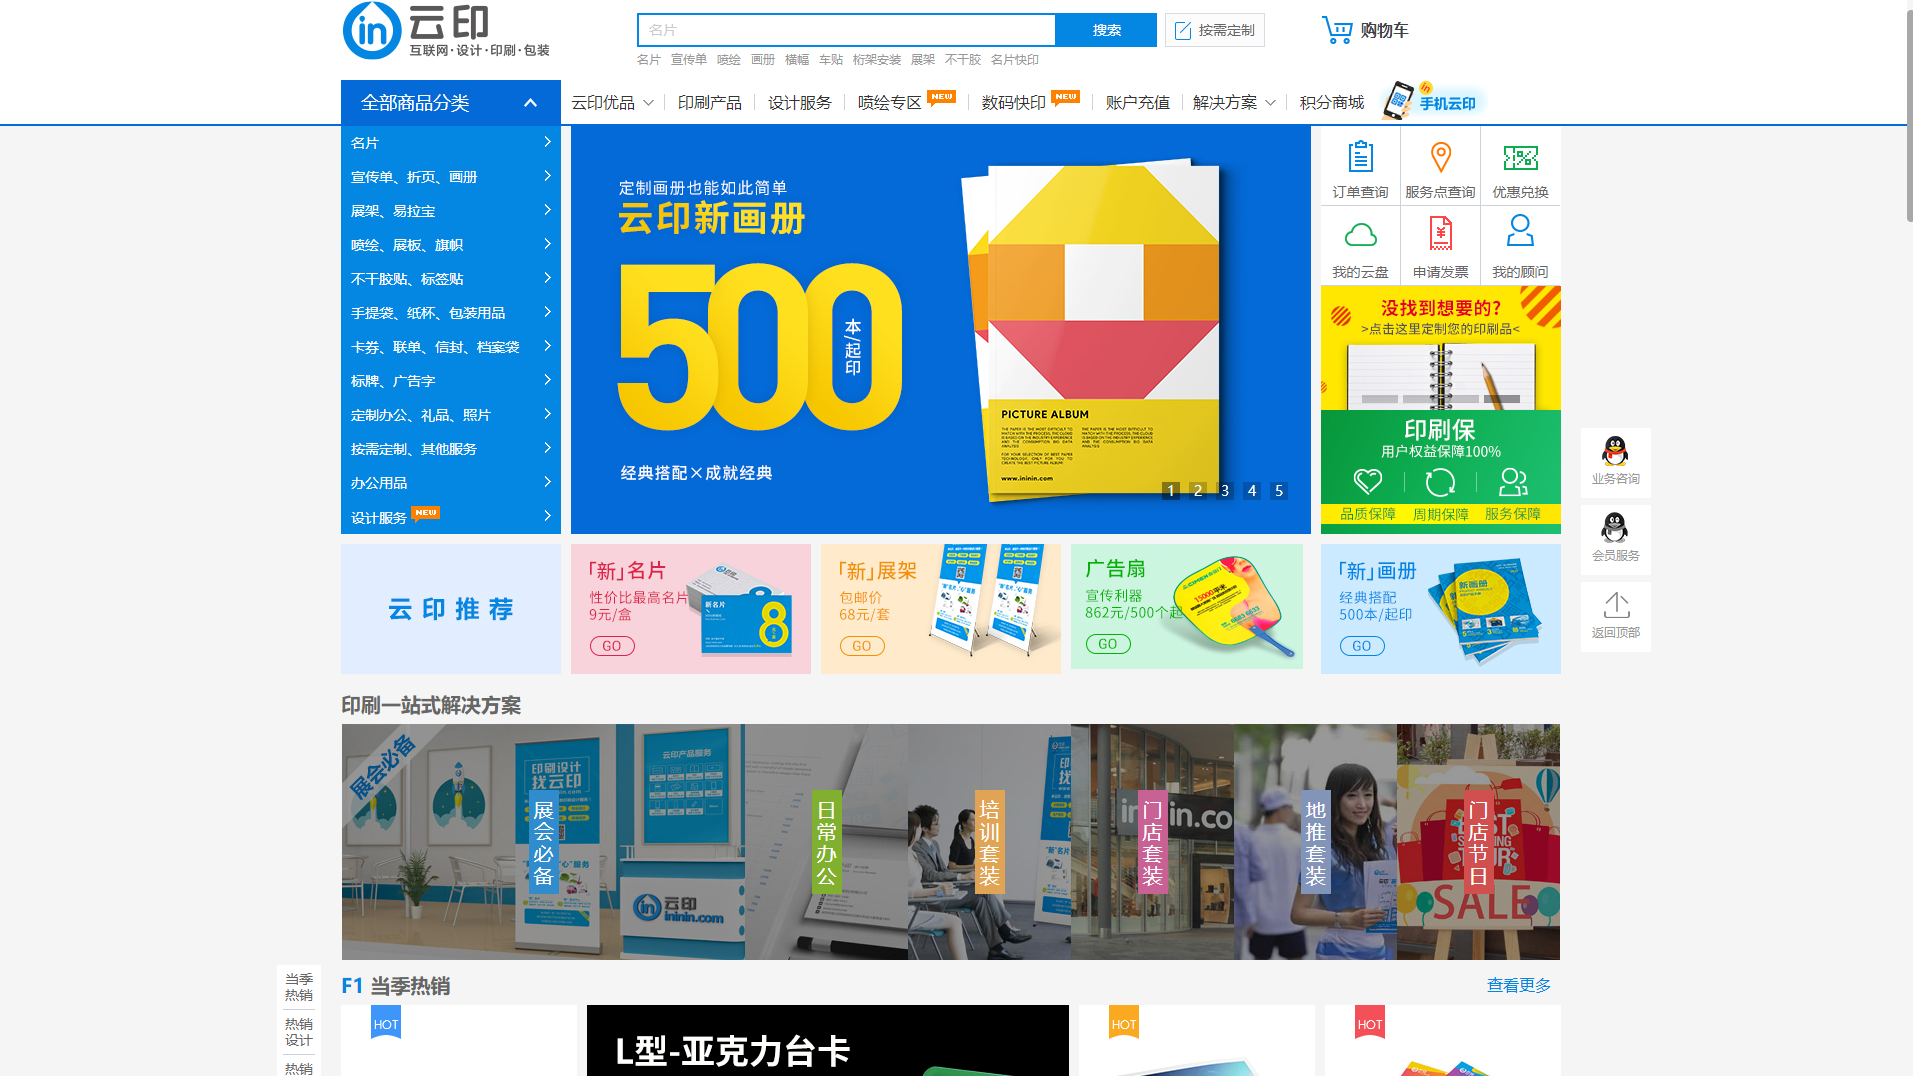 in 云印
互联网·设计·印刷·包装
名片
搜索
按需定制
购物车
名片 宣传单 喷绘 画册 横幅 车贴 桁架安装 展架 不干胶 名片快印
全部商品分类
云印优品
印刷产品
设计服务
喷绘专区 NEW
数码快印 NEW
账户充值
解决方案
积分商城
in
手机云印
名片
宣传单、折页、画册
展架、易拉宝
喷绘、展板、旗帜
不干胶贴、标签贴
手提袋、纸杯、包装用品
卡券、联单、信封、档案袋
标牌、广告字
定制办公、礼品、照片
按需定制、其他服务
办公用品
设计服务 NEW
定制画册也能如此简单
云印新画册
500
本/起印
经典搭配×成就经典
PICTURE ALBUM
www.ininin.com
1 2 3 4 5
订单查询
服务点查询
优惠兑换
我的云盘
申请发票
我的顾问
没找到想要的?
>点击这里定制您的印刷品<
印刷保
用户权益保障100%
品质保障
周期保障
服务保障
业务咨询
会员服务
返回顶部
云印推荐
「新」名片
性价比最高名片
9元/盒
GO
新名片
8
「新」展架
包邮价
68元/套
GO
广告扇
宣传利器
862元/500个起
GO
15000
「新」画册
经典搭配
500本/起印
GO
新画册
印刷一站式解决方案
展会必备
印刷设计
找云印
云印产品服务
in 云印
ininin.com
展会必备
日常办公
培训套装
in in.co
门店套装
地推套装
门店节日
SALE
F1 当季热销
查看更多
当季
热销
热销
设计
热销
HOT
L型-亚克力台卡
HOT
HOT